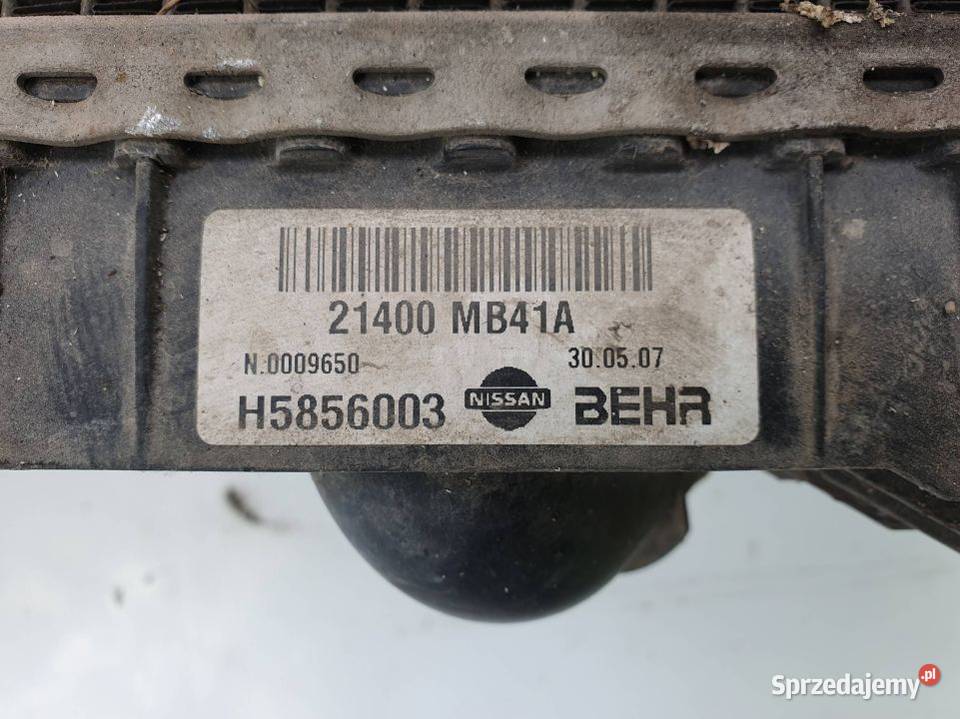 21400 MB41A
N.0009650
30.05.07
H5856003 NISSAN BEHR
Sprzedajemy.pl